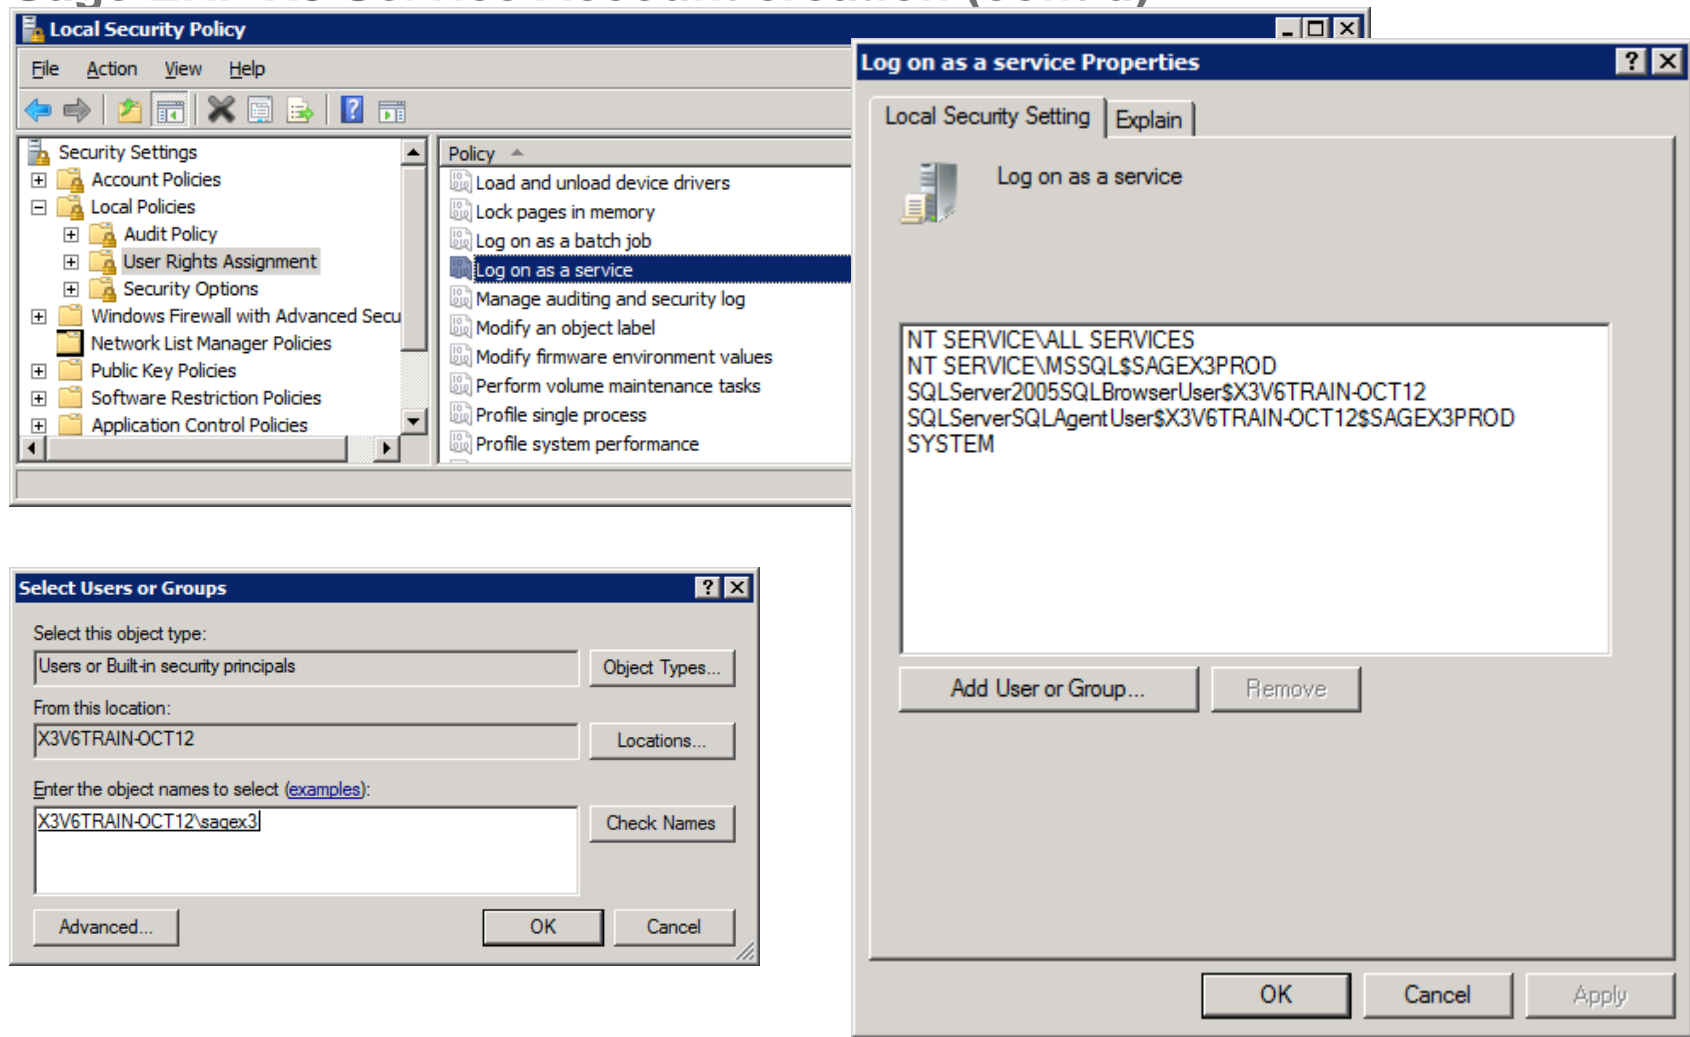 Local Security Policy
File Action View Help
Security Settings
Account Policies
Local Policies
Audit Policy
User Rights Assignment
Security Options
Windows Firewall with Advanced Secu
Network List Manager Policies
Public Key Policies
Software Restriction Policies
Application Control Policies
Policy
Load and unload device drivers
Lock pages in memory
Log on as a batch job
Log on as a service
Manage auditing and security log
Modify an object label
Modify firmware environment values
Perform volume maintenance tasks
Profile single process
Profile system performance
Log on as a service Properties
Local Security Setting Explain
Log on as a service
NT SERVICE\ALL SERVICES
NT SERVICE\MSSQL$SAGEX3PROD
SQLServer2005SQLBrowserUser$X3V6TRAIN-OCT12
SQLServerSQLAgentUser$X3V6TRAIN-OCT12$SAGEX3PROD
SYSTEM
Add User or Group... Remove
OK Cancel Apply
Select Users or Groups
Select this object type:
Users or Built-in security principals Object Types...
From this location:
X3V6TRAIN-OCT12 Locations...
Enter the object names to select (examples):
X3V6TRAIN-OCT12\sagex3 Check Names
Advanced... OK Cancel